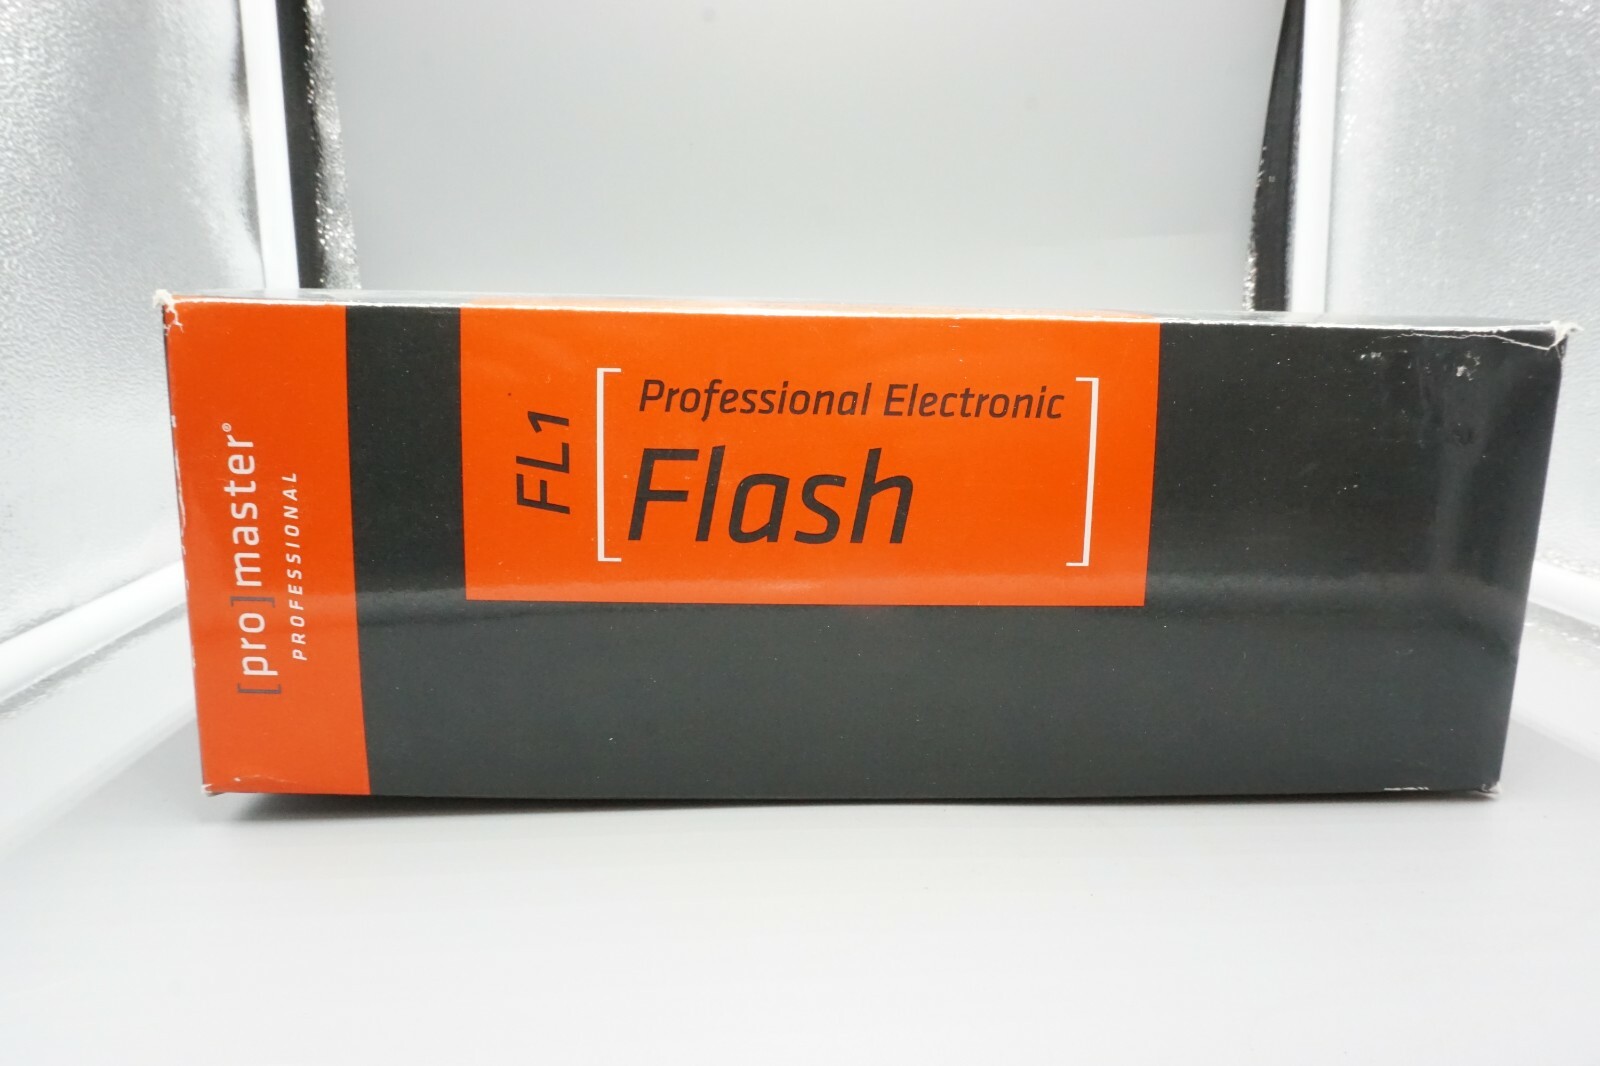 [pro]master®
PROFESSIONAL
FL1
Professional Electronic
Flash